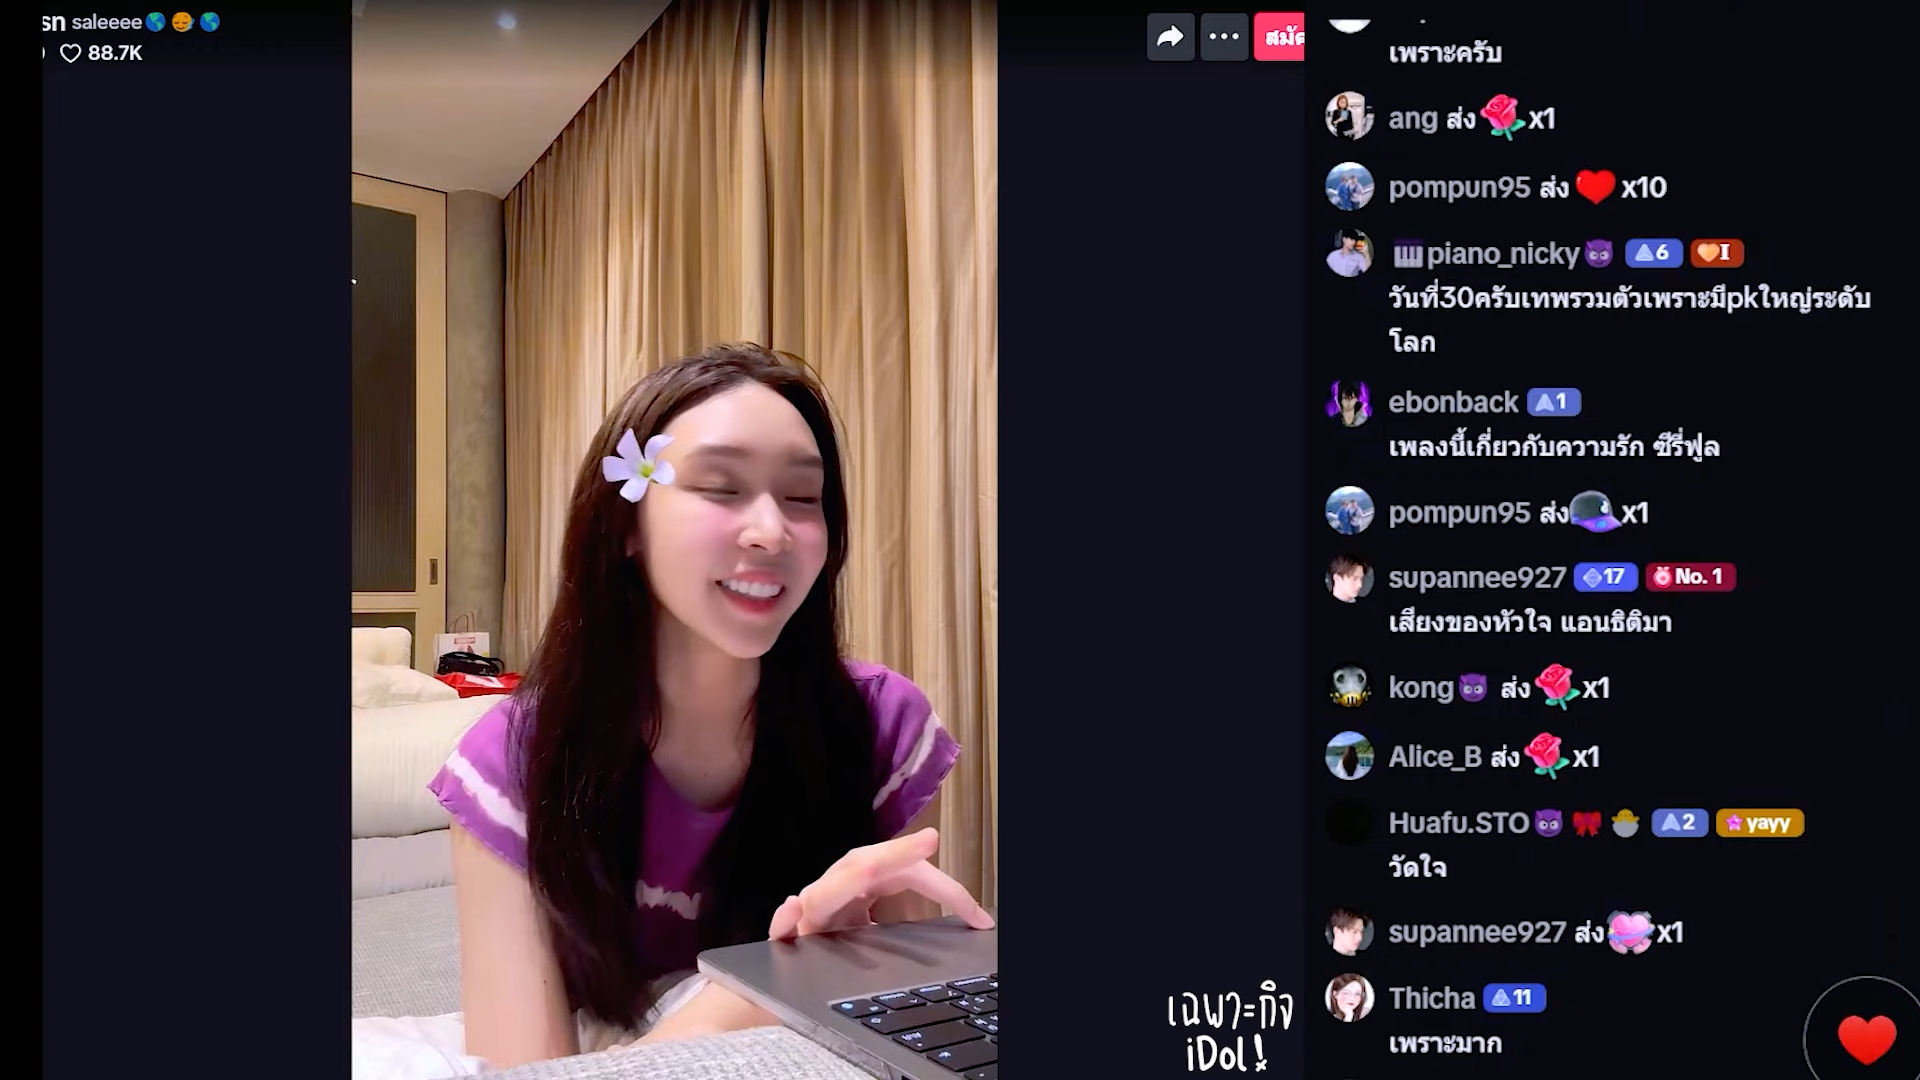 sn saleeee
88.7K
เพราะครับ
ang ส่ง x1
pompun95 ส่ง x10
piano_nicky 6 I
วันที่30ครับเทพรวมตัวเพราะมีpkใหญ่ระดับ
โลก
ebonback 1
เพลงนี้เกี่ยวกับความรัก ซีรี่ฟูล
pompun95 ส่ง x1
supannee927 17 No. 1
เสียงของหัวใจ แอนธิติมา
kong ส่ง x1
Alice_B ส่ง x1
Huafu.STO 2 yayy
วัดใจ
supannee927 ส่ง x1
Thicha 11
เพราะมาก
เฉพาะกิจ
iDol!